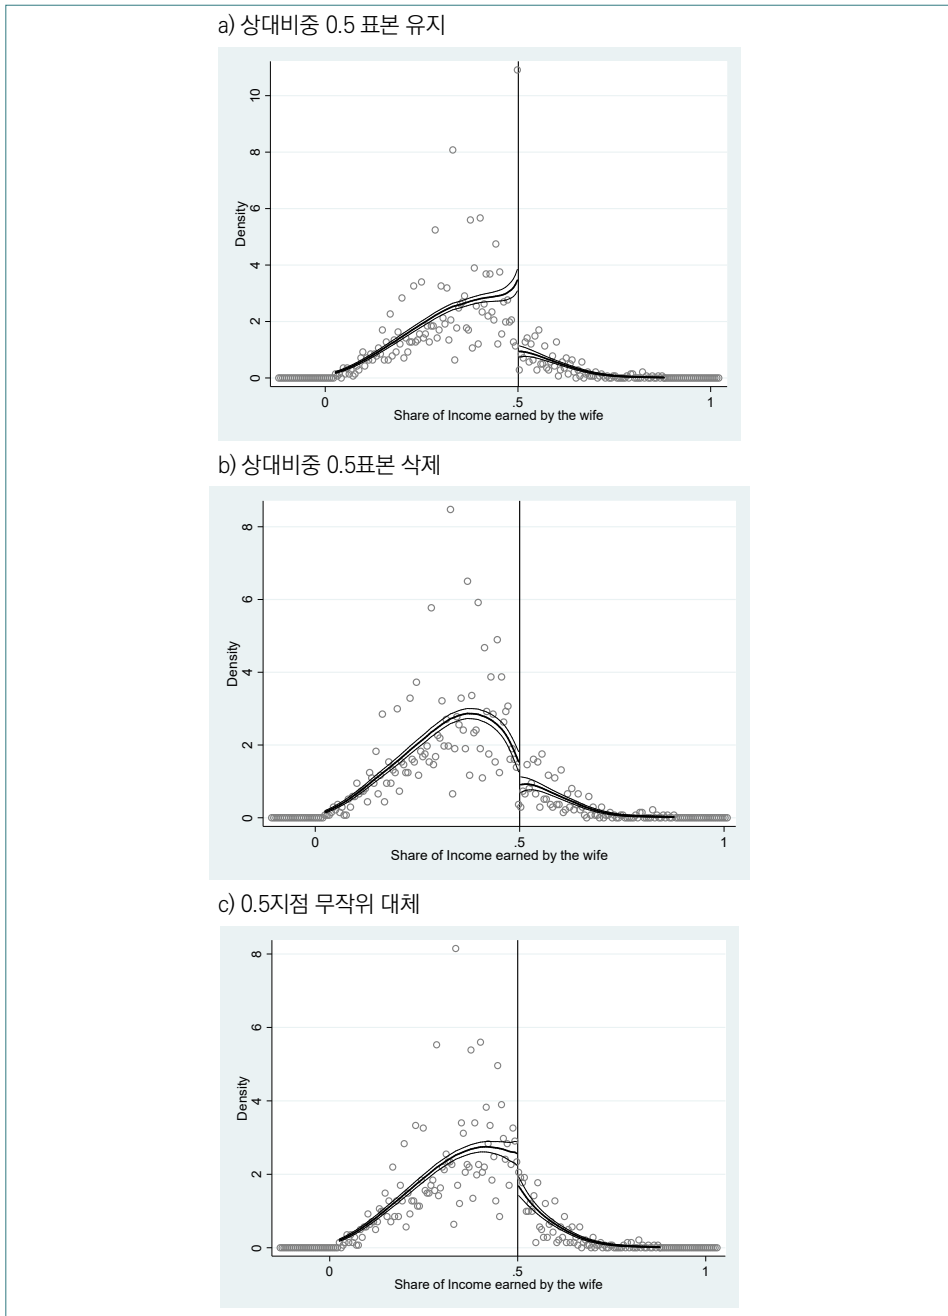 a) 상대비중 0.5 표본 유지
10
8
6
4
2
0
Density
0
.5
1
Share of Income earned by the wife
b) 상대비중 0.5표본 삭제
8
6
4
2
0
Density
0
.5
1
Share of Income earned by the wife
c) 0.5지점 무작위 대체
8
6
4
2
0
Density
0
.5
1
Share of Income earned by the wife